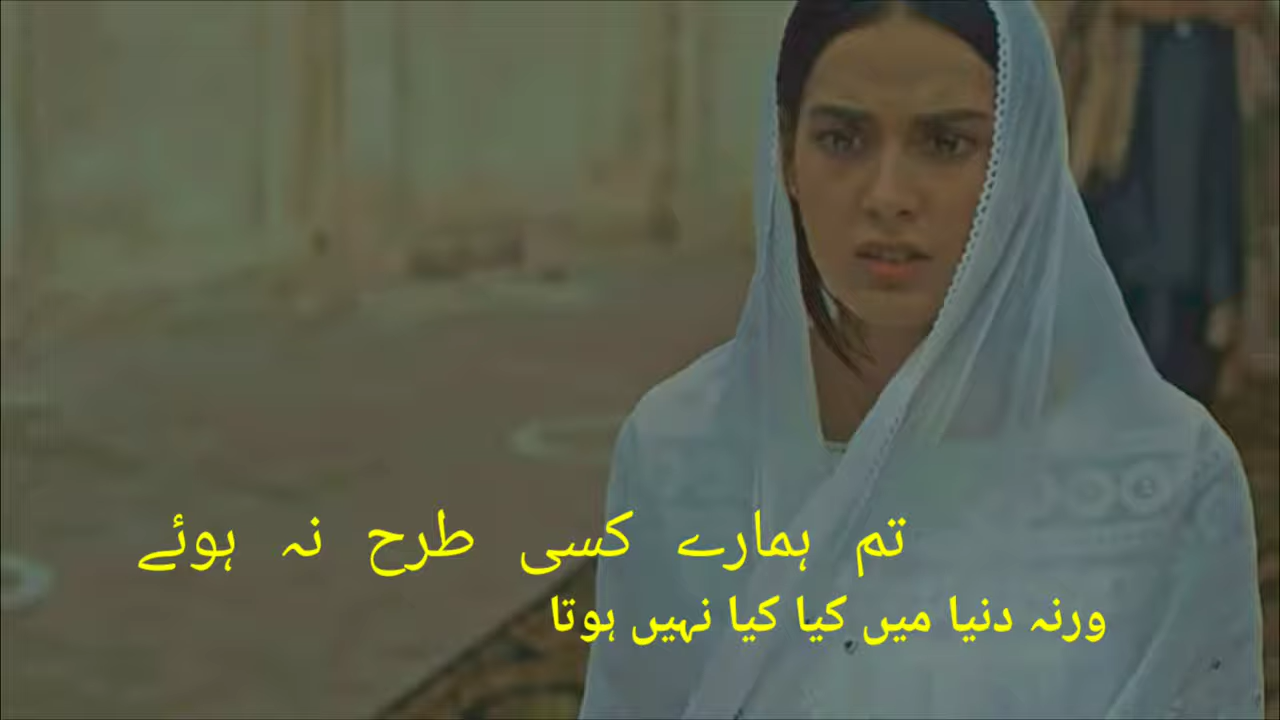 تم ہمارے کسی طرح نہ ہوئے
ورنہ دنیا میں کیا کیا نہیں ہوتا